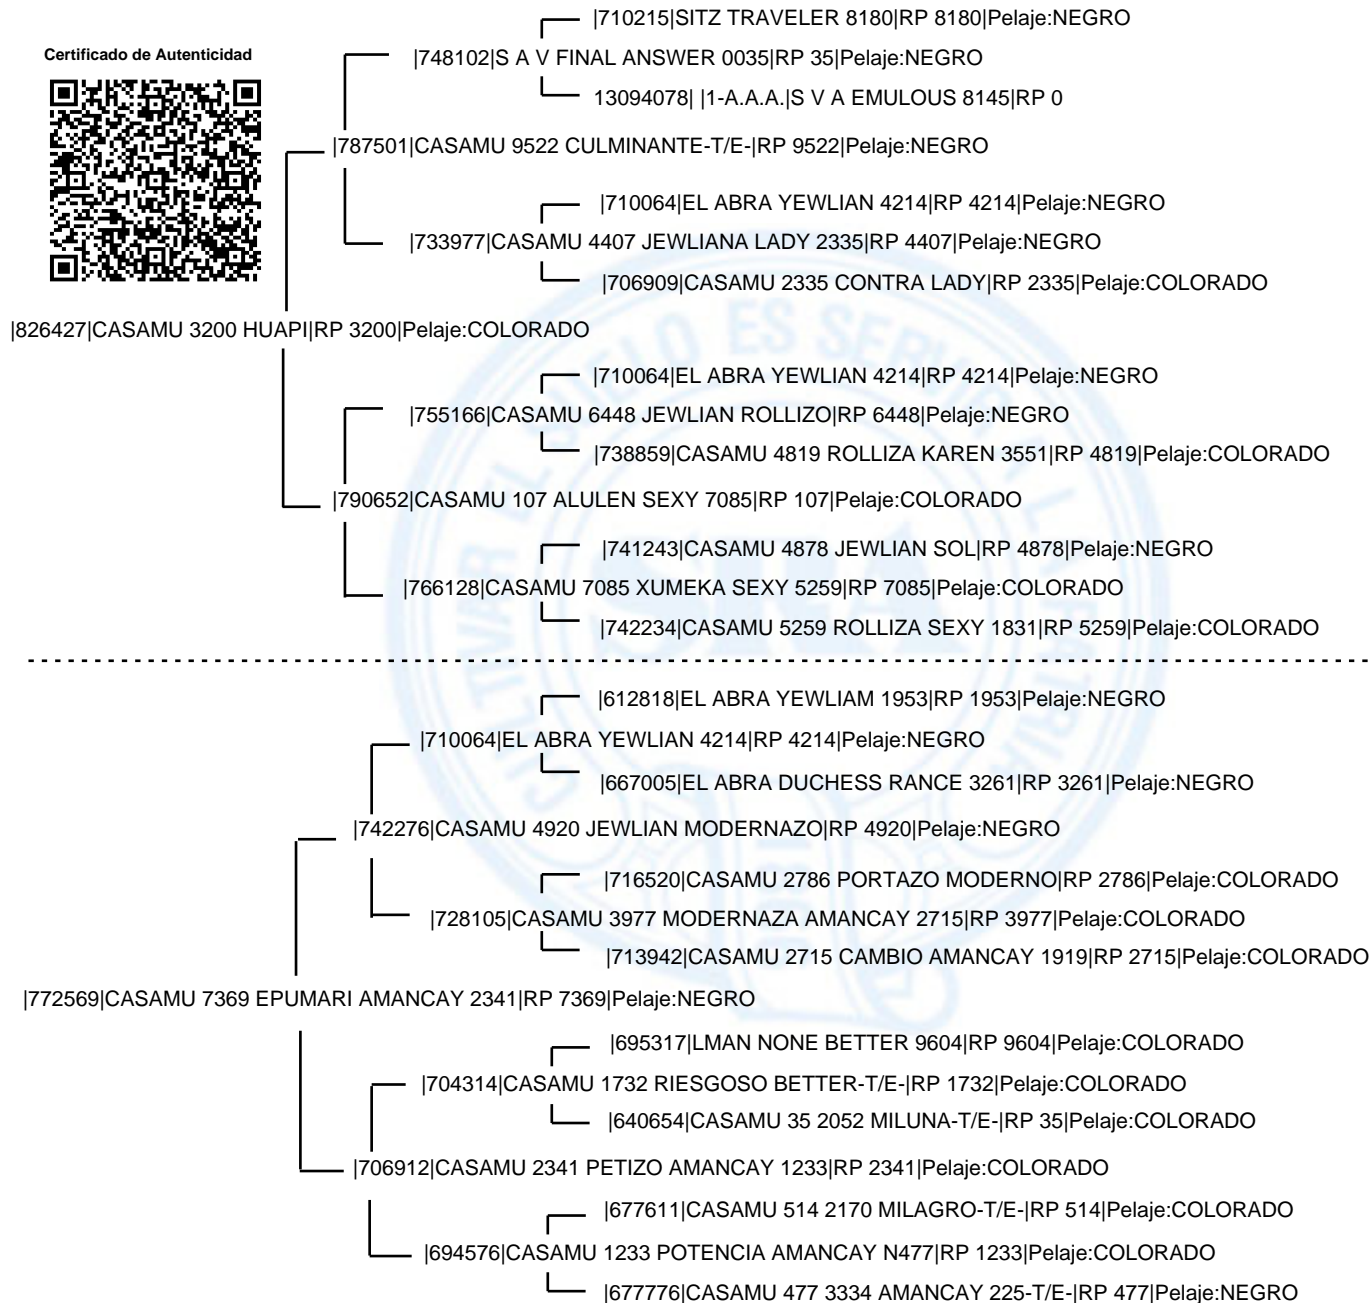 |710215|SITZ TRAVELER 8180|RP 8180|Pelaje:NEGRO
Certificado de Autenticidad
|748102|S A V FINAL ANSWER 0035|RP 35|Pelaje:NEGRO
13094078| |1-A.A.A.|S V A EMULOUS 8145|RP 0
|787501|CASAMU 9522 CULMINANTE-T/E-|RP 9522|Pelaje:NEGRO
|710064|EL ABRA YEWLIAN 4214|RP 4214|Pelaje:NEGRO
|733977|CASAMU 4407 JEWLIANA LADY 2335|RP 4407|Pelaje:NEGRO
|706909|CASAMU 2335 CONTRA LADY|RP 2335|Pelaje:COLORADO
|826427|CASAMU 3200 HUAPI|RP 3200|Pelaje:COLORADO
|710064|EL ABRA YEWLIAN 4214|RP 4214|Pelaje:NEGRO
|755166|CASAMU 6448 JEWLIAN ROLLIZO|RP 6448|Pelaje:NEGRO
|738859|CASAMU 4819 ROLLIZA KAREN 3551|RP 4819|Pelaje:COLORADO
|790652|CASAMU 107 ALULEN SEXY 7085|RP 107|Pelaje:COLORADO
|741243|CASAMU 4878 JEWLIAN SOL|RP 4878|Pelaje:NEGRO
|766128|CASAMU 7085 XUMEKA SEXY 5259|RP 7085|Pelaje:COLORADO
|742234|CASAMU 5259 ROLLIZA SEXY 1831|RP 5259|Pelaje:COLORADO
|612818|EL ABRA YEWLIAM 1953|RP 1953|Pelaje:NEGRO
|710064|EL ABRA YEWLIAN 4214|RP 4214|Pelaje:NEGRO
|667005|EL ABRA DUCHESS RANCE 3261|RP 3261|Pelaje:NEGRO
|742276|CASAMU 4920 JEWLIAN MODERNAZO|RP 4920|Pelaje:NEGRO
|716520|CASAMU 2786 PORTAZO MODERNO|RP 2786|Pelaje:COLORADO
|728105|CASAMU 3977 MODERNAZA AMANCAY 2715|RP 3977|Pelaje:COLORADO
|713942|CASAMU 2715 CAMBIO AMANCAY 1919|RP 2715|Pelaje:COLORADO
|772569|CASAMU 7369 EPUMARI AMANCAY 2341|RP 7369|Pelaje:NEGRO
|695317|LMAN NONE BETTER 9604|RP 9604|Pelaje:COLORADO
|704314|CASAMU 1732 RIESGOSO BETTER-T/E-|RP 1732|Pelaje:COLORADO
|640654|CASAMU 35 2052 MILUNA-T/E-|RP 35|Pelaje:COLORADO
|706912|CASAMU 2341 PETIZO AMANCAY 1233|RP 2341|Pelaje:COLORADO
|677611|CASAMU 514 2170 MILAGRO-T/E-|RP 514|Pelaje:COLORADO
|694576|CASAMU 1233 POTENCIA AMANCAY N477|RP 1233|Pelaje:COLORADO
|677776|CASAMU 477 3334 AMANCAY 225-T/E-|RP 477|Pelaje:NEGRO
CULTIVAR EL SUELO ES SERVIR A LA PATRIA
SRA
1866